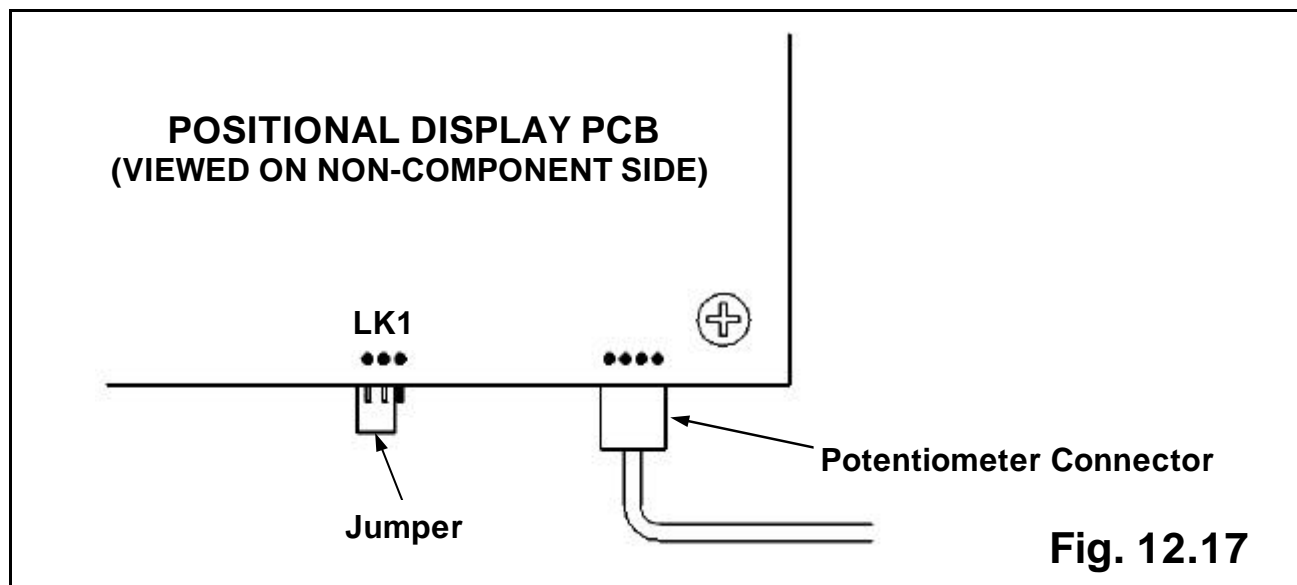 POSITIONAL DISPLAY PCB
(VIEWED ON NON-COMPONENT SIDE)
LK1
Potentiometer Connector
Jumper
Fig. 12.17